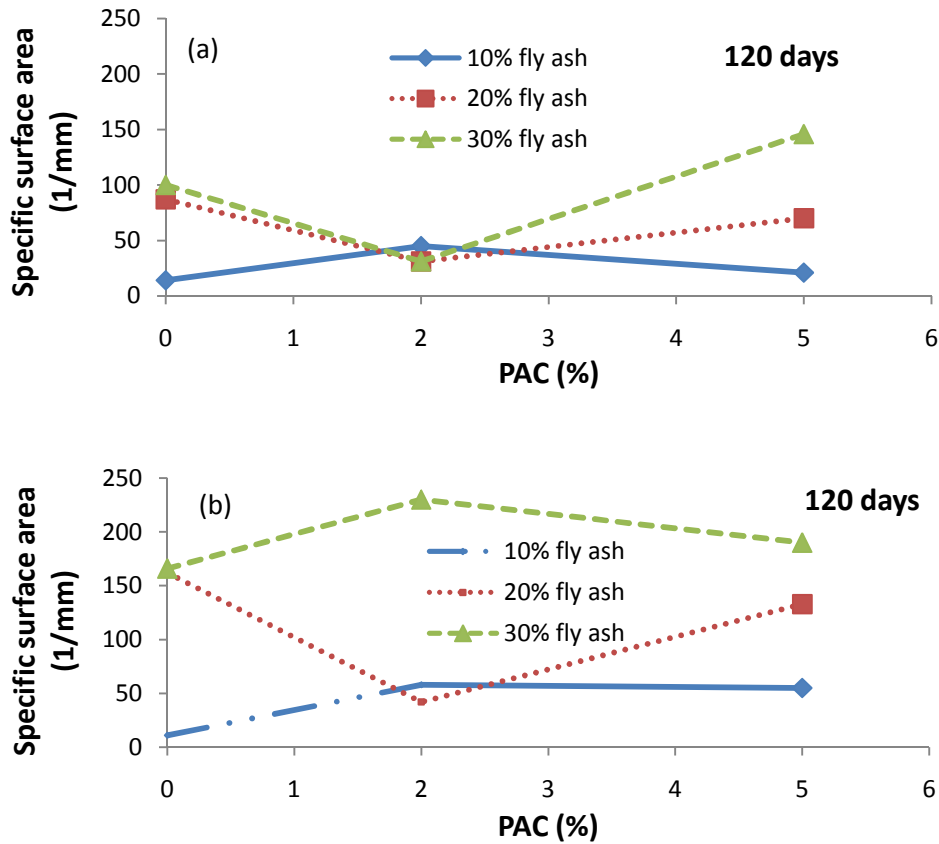 (a)
120 days
10% fly ash
20% fly ash
30% fly ash
Specific surface area
(1/mm)
250
200
150
100
50
0
0 1 2 3 4 5 6
PAC (%)
(b)
120 days
10% fly ash
20% fly ash
30% fly ash
Specific surface area
(1/mm)
250
200
150
100
50
0
0 1 2 3 4 5 6
PAC (%)